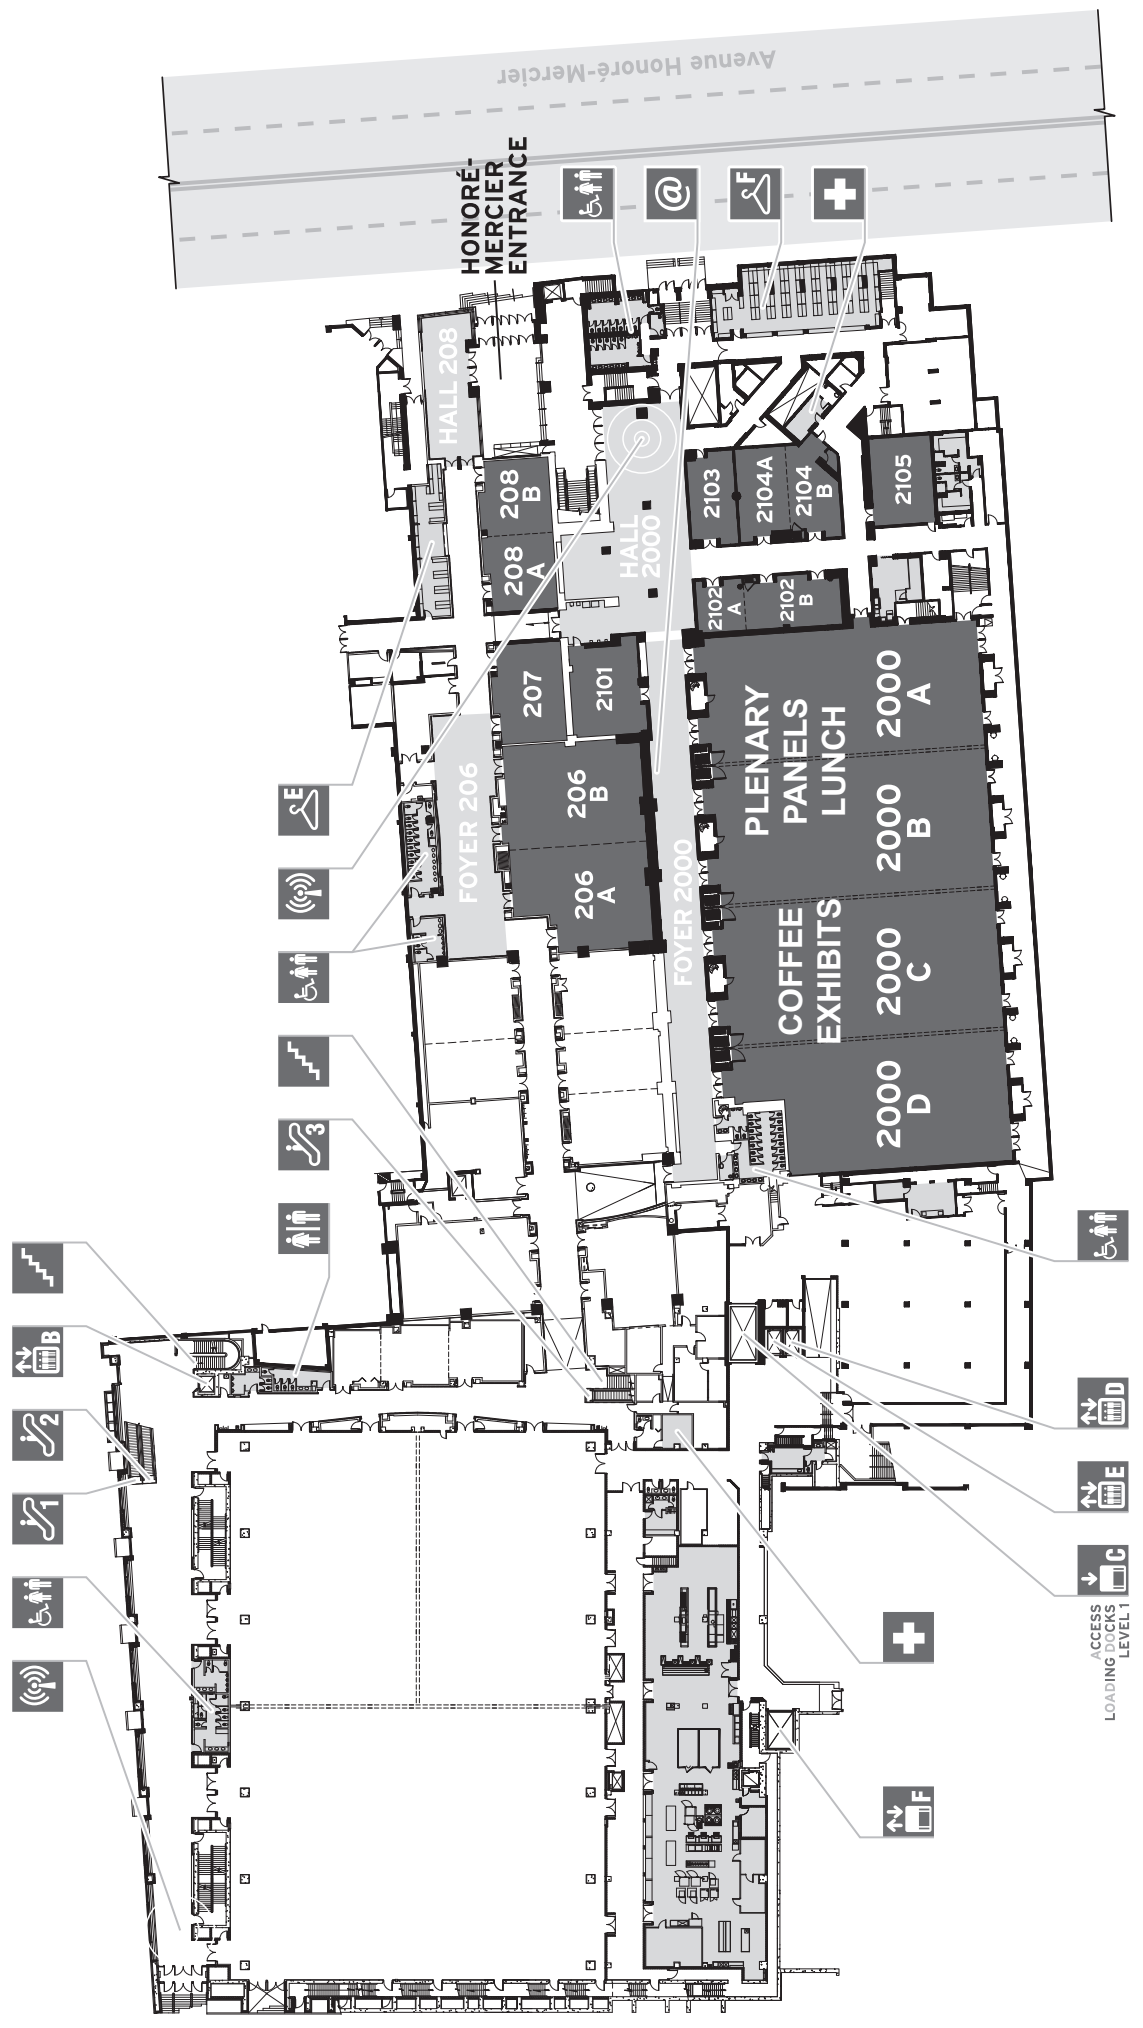 Avenue Honoré-Mercier
HONORÉ-
MERCIER
ENTRANCE
@
F
HALL 208
208
B
208
A
HALL
2000
2103
2104A
2104
B
2105
2102
A
2102
B
207
2101
E
FOYER 206
206
B
206
A
FOYER 2000
PLENARY
PANELS
LUNCH
2000
A
2000
B
COFFEE
EXHIBITS
2000
C
2000
D
3
B
2
1
D
E
C
ACCESS
LOADING DOCKS
LEVEL 1
F